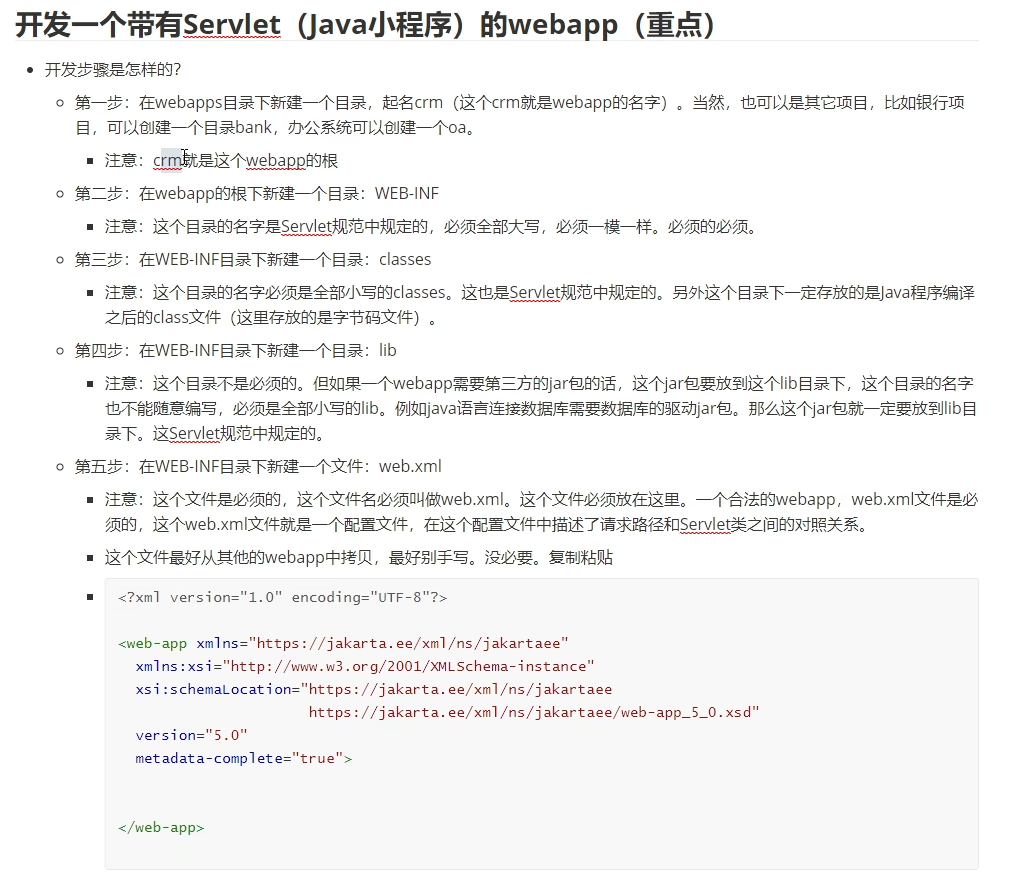 开发一个带有Servlet（Java小程序）的webapp（重点）
开发步骤是怎样的？
第一步：在webapps目录下新建一个目录，起名crm（这个crm就是webapp的名字）。当然，也可以是其它项目，比如银行项
目，可以创建一个目录bank，办公系统可以创建一个oa。
注意：crm就是这个webapp的根
第二步：在webapp的根下新建一个目录：WEB-INF
注意：这个目录的名字是Servlet规范中规定的，必须全部大写，必须一模一样。必须的必须。
第三步：在WEB-INF目录下新建一个目录：classes
注意：这个目录的名字必须是全部小写的classes。这也是Servlet规范中规定的。另外这个目录下一定存放的是Java程序编译
之后的class文件（这里存放的是字节码文件）。
第四步：在WEB-INF目录下新建一个目录：lib
注意：这个目录不是必须的。但如果一个webapp需要第三方的jar包的话，这个jar包要放到这个lib目录下，这个目录的名字
也不能随意编写，必须是全部小写的lib。例如java语言连接数据库需要数据库的驱动jar包。那么这个jar包就一定要放到lib目
录下。这Servlet规范中规定的。
第五步：在WEB-INF目录下新建一个文件：web.xml
注意：这个文件是必须的，这个文件名必须叫做web.xml。这个文件必须放在这里。一个合法的webapp，web.xml文件是必
须的，这个web.xml文件就是一个配置文件，在这个配置文件中描述了请求路径和Servlet类之间的对照关系。
这个文件最好从其他的webapp中拷贝，最好别手写。没必要。复制粘贴
<?xml version="1.0" encoding="UTF-8"?>
<web-app xmlns="https://jakarta.ee/xml/ns/jakartaee"
xmlns:xsi="http://www.w3.org/2001/XMLSchema-instance"
xsi:schemaLocation="https://jakarta.ee/xml/ns/jakartaee
https://jakarta.ee/xml/ns/jakartaee/web-app_5_0.xsd"
version="5.0"
metadata-complete="true">
</web-app>